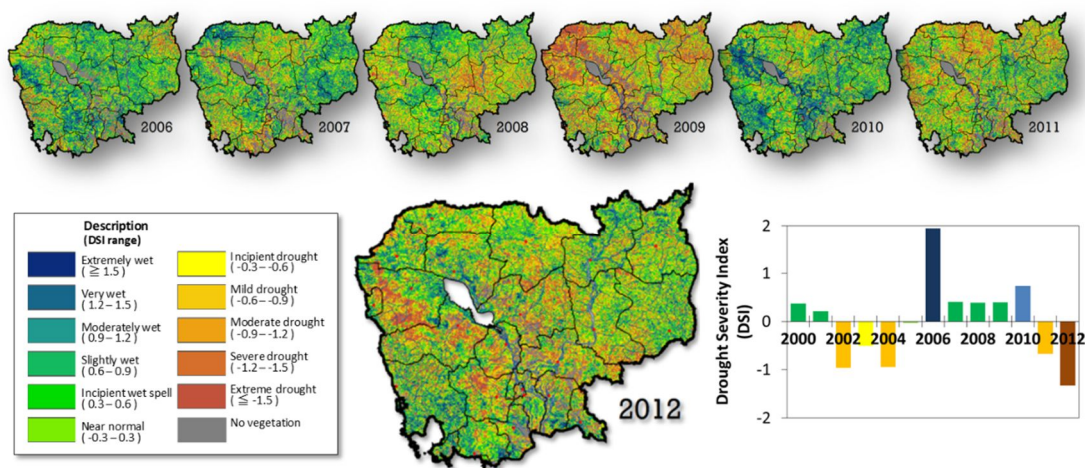 2006
2007
2008
2009
2010
2011
Description
(DSI range)
Extremely wet
( ≧ 1.5)
Very wet
( 1.2 – 1.5)
Moderately wet
( 0.9 – 1.2)
Slightly wet
( 0.6 – 0.9)
Incipient wet spell
( 0.3 – 0.6)
Near normal
( -0.3 – 0.3)
Incipient drought
( -0.3 – -0.6)
Mild drought
( -0.6 – -0.9)
Moderate drought
( -0.9 – -1.2)
Severe drought
( -1.2 – -1.5)
Extreme drought
( ≦ -1.5)
No vegetation
2012
Drought Severity Index
(DSI)
2
1
0
-1
-2
2000 2002 2004 2006 2008 2010 2012